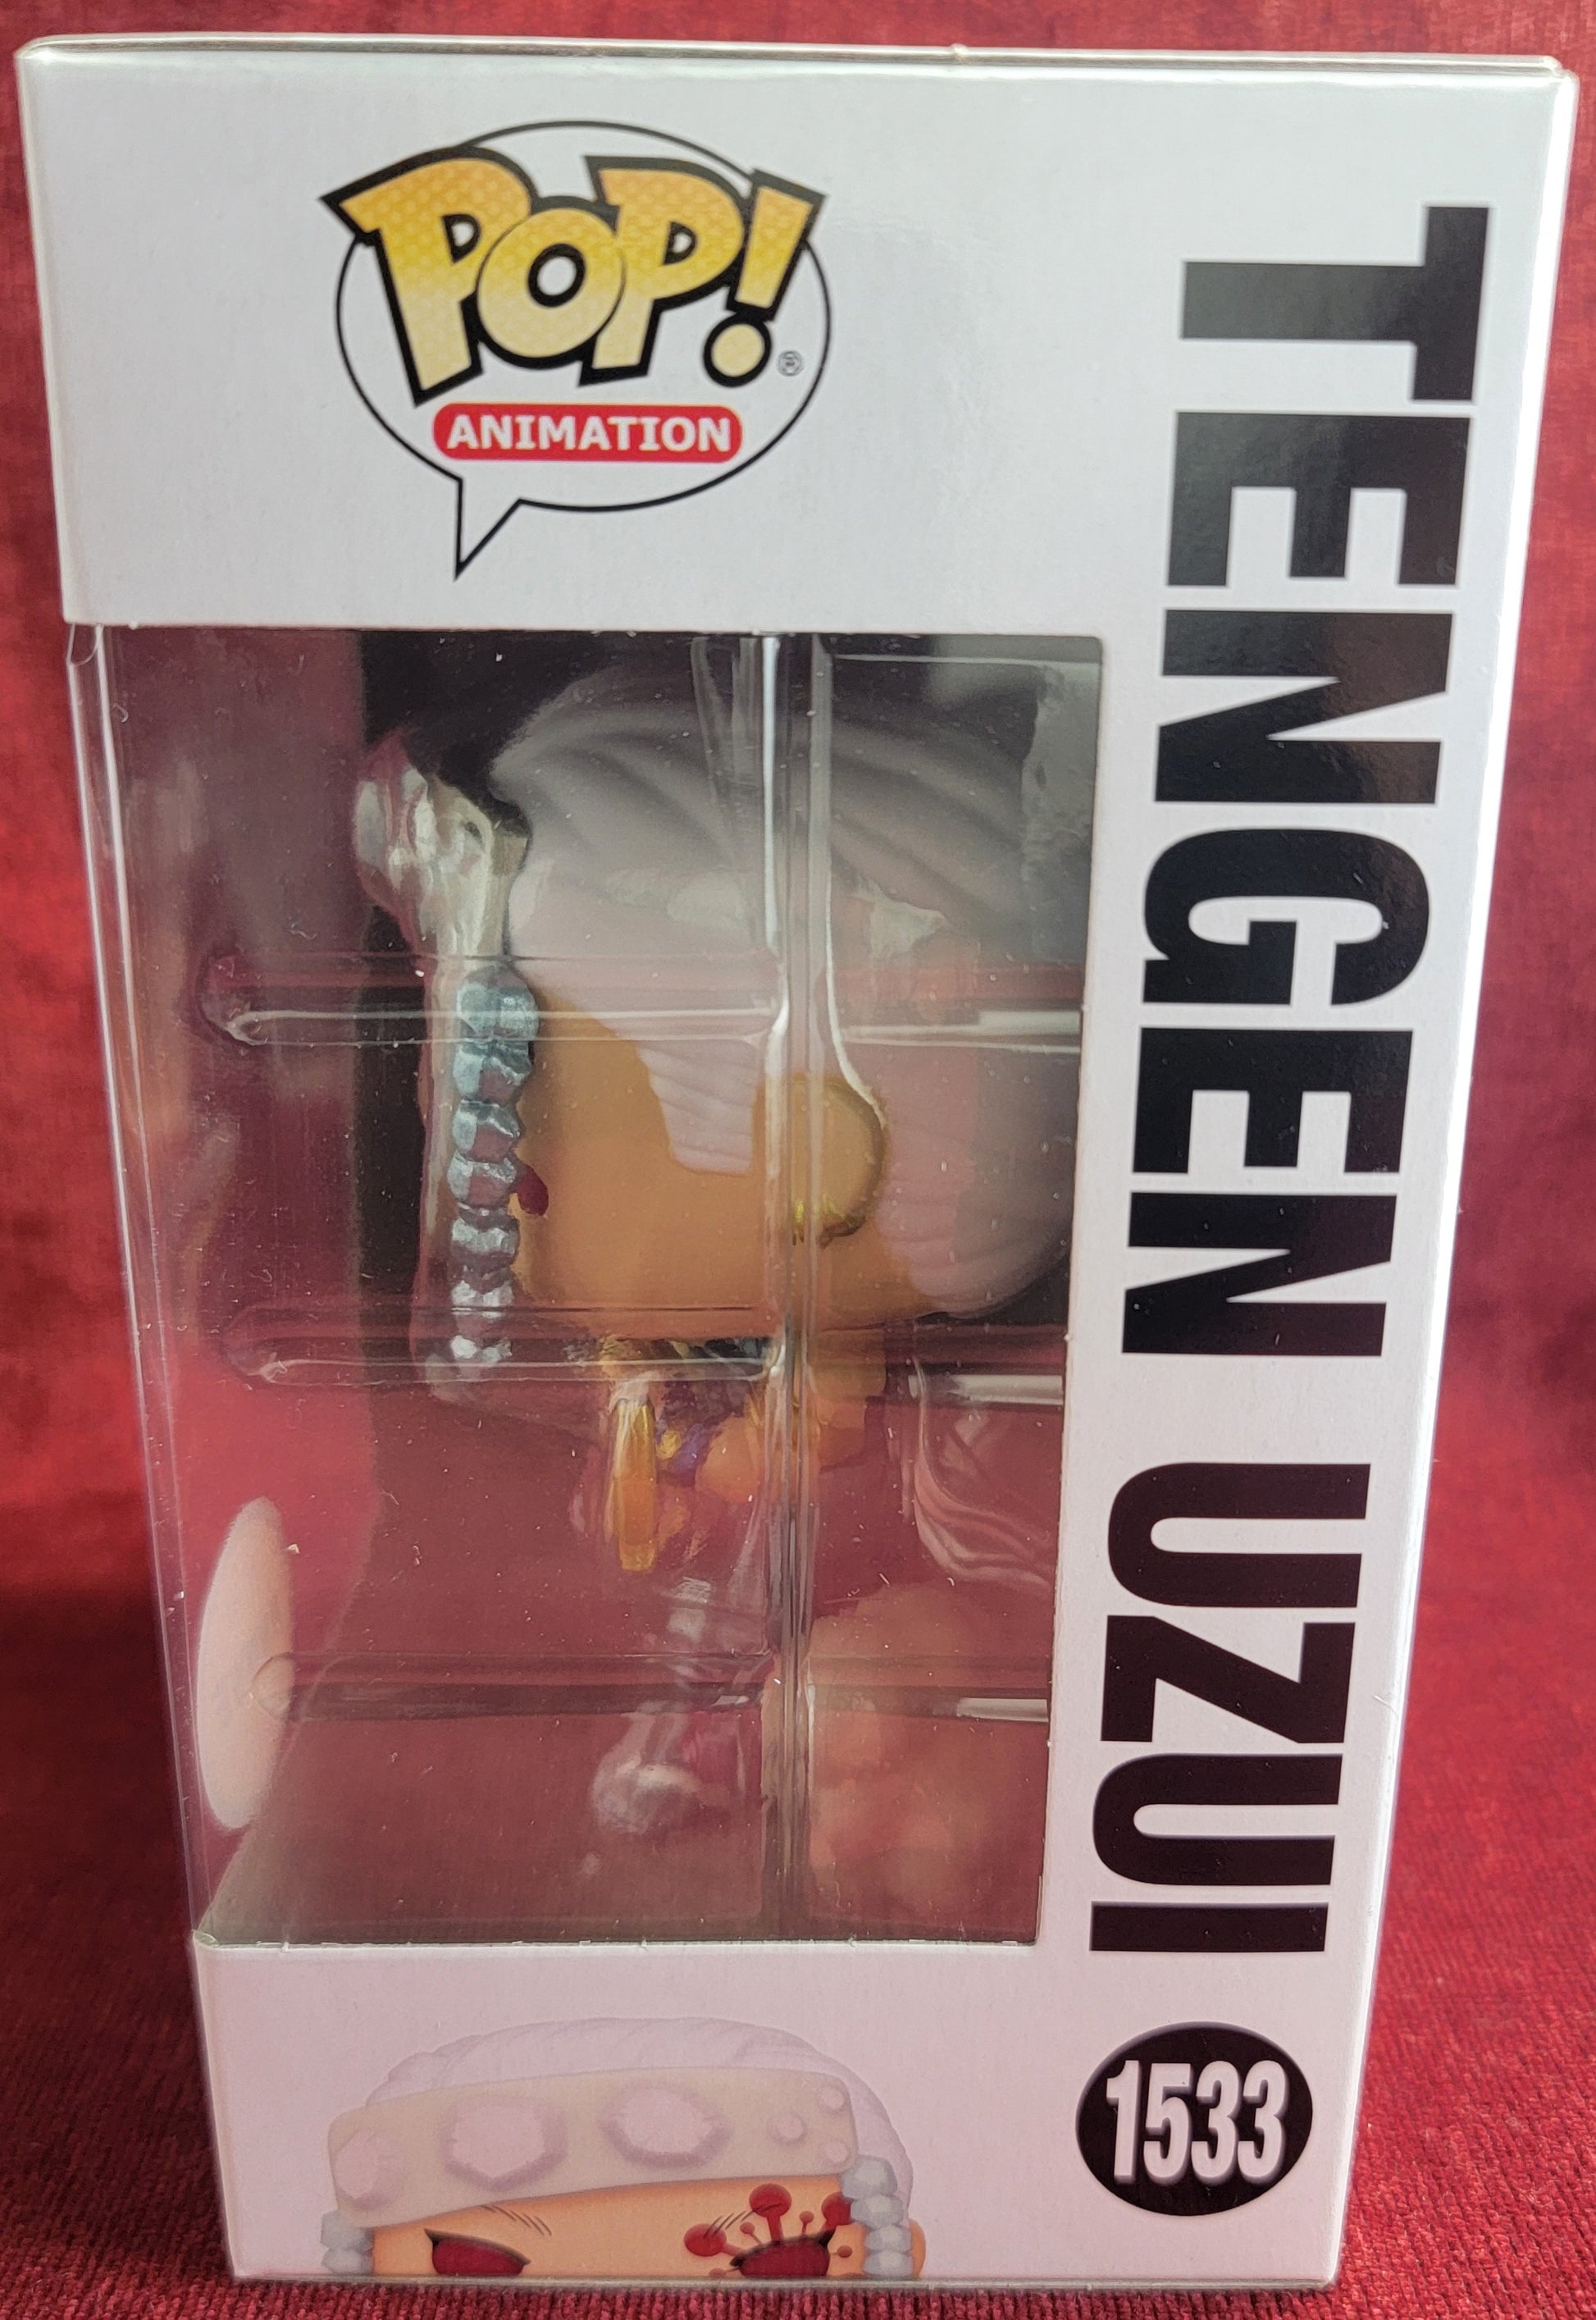 POP!
®
ANIMATION
TENGEN UZUI
1533